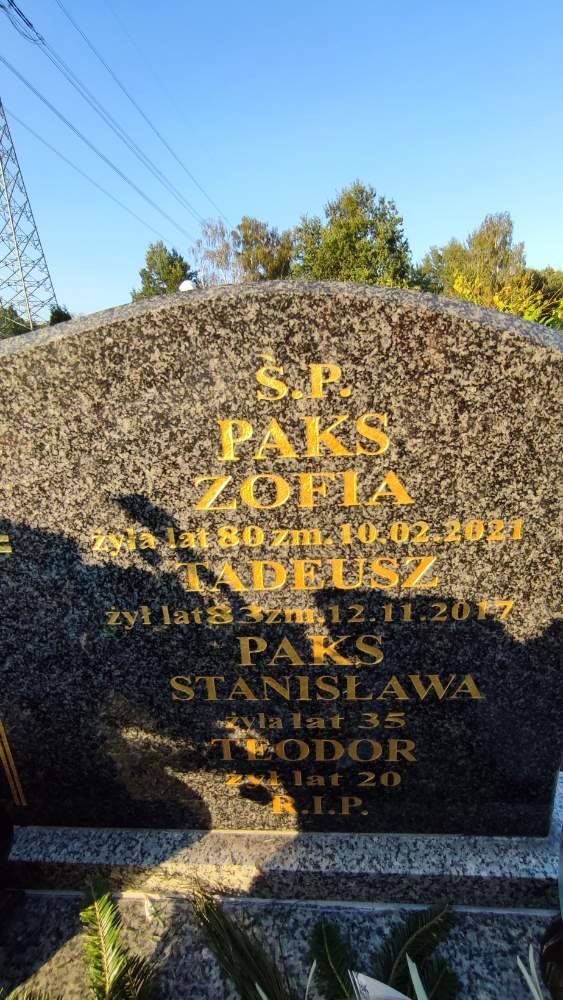 Ś.P.
PAKS
ZOFIA
żyła lat 80 zm. 10.02.2021
TADEUSZ
żył lat 83 zm. 12.11.2017
PAKS
STANISŁAWA
żyła lat 35
TEODOR
żył lat 20
R.I.P.